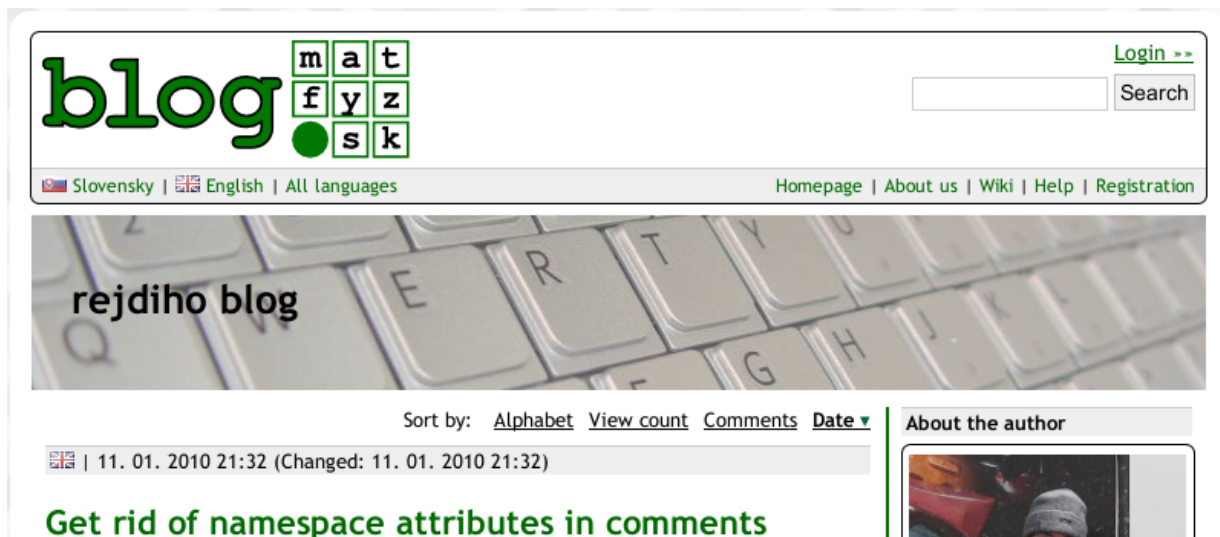 blog
m a t
f y z
s k
Login »»
Search
Slovensky | English | All languages
Homepage | About us | Wiki | Help | Registration
rejdiho blog
Q W E R T Y U
G H J K L
Sort by: Alphabet View count Comments Date ▾
| 11. 01. 2010 21:32 (Changed: 11. 01. 2010 21:32)
Get rid of namespace attributes in comments
About the author